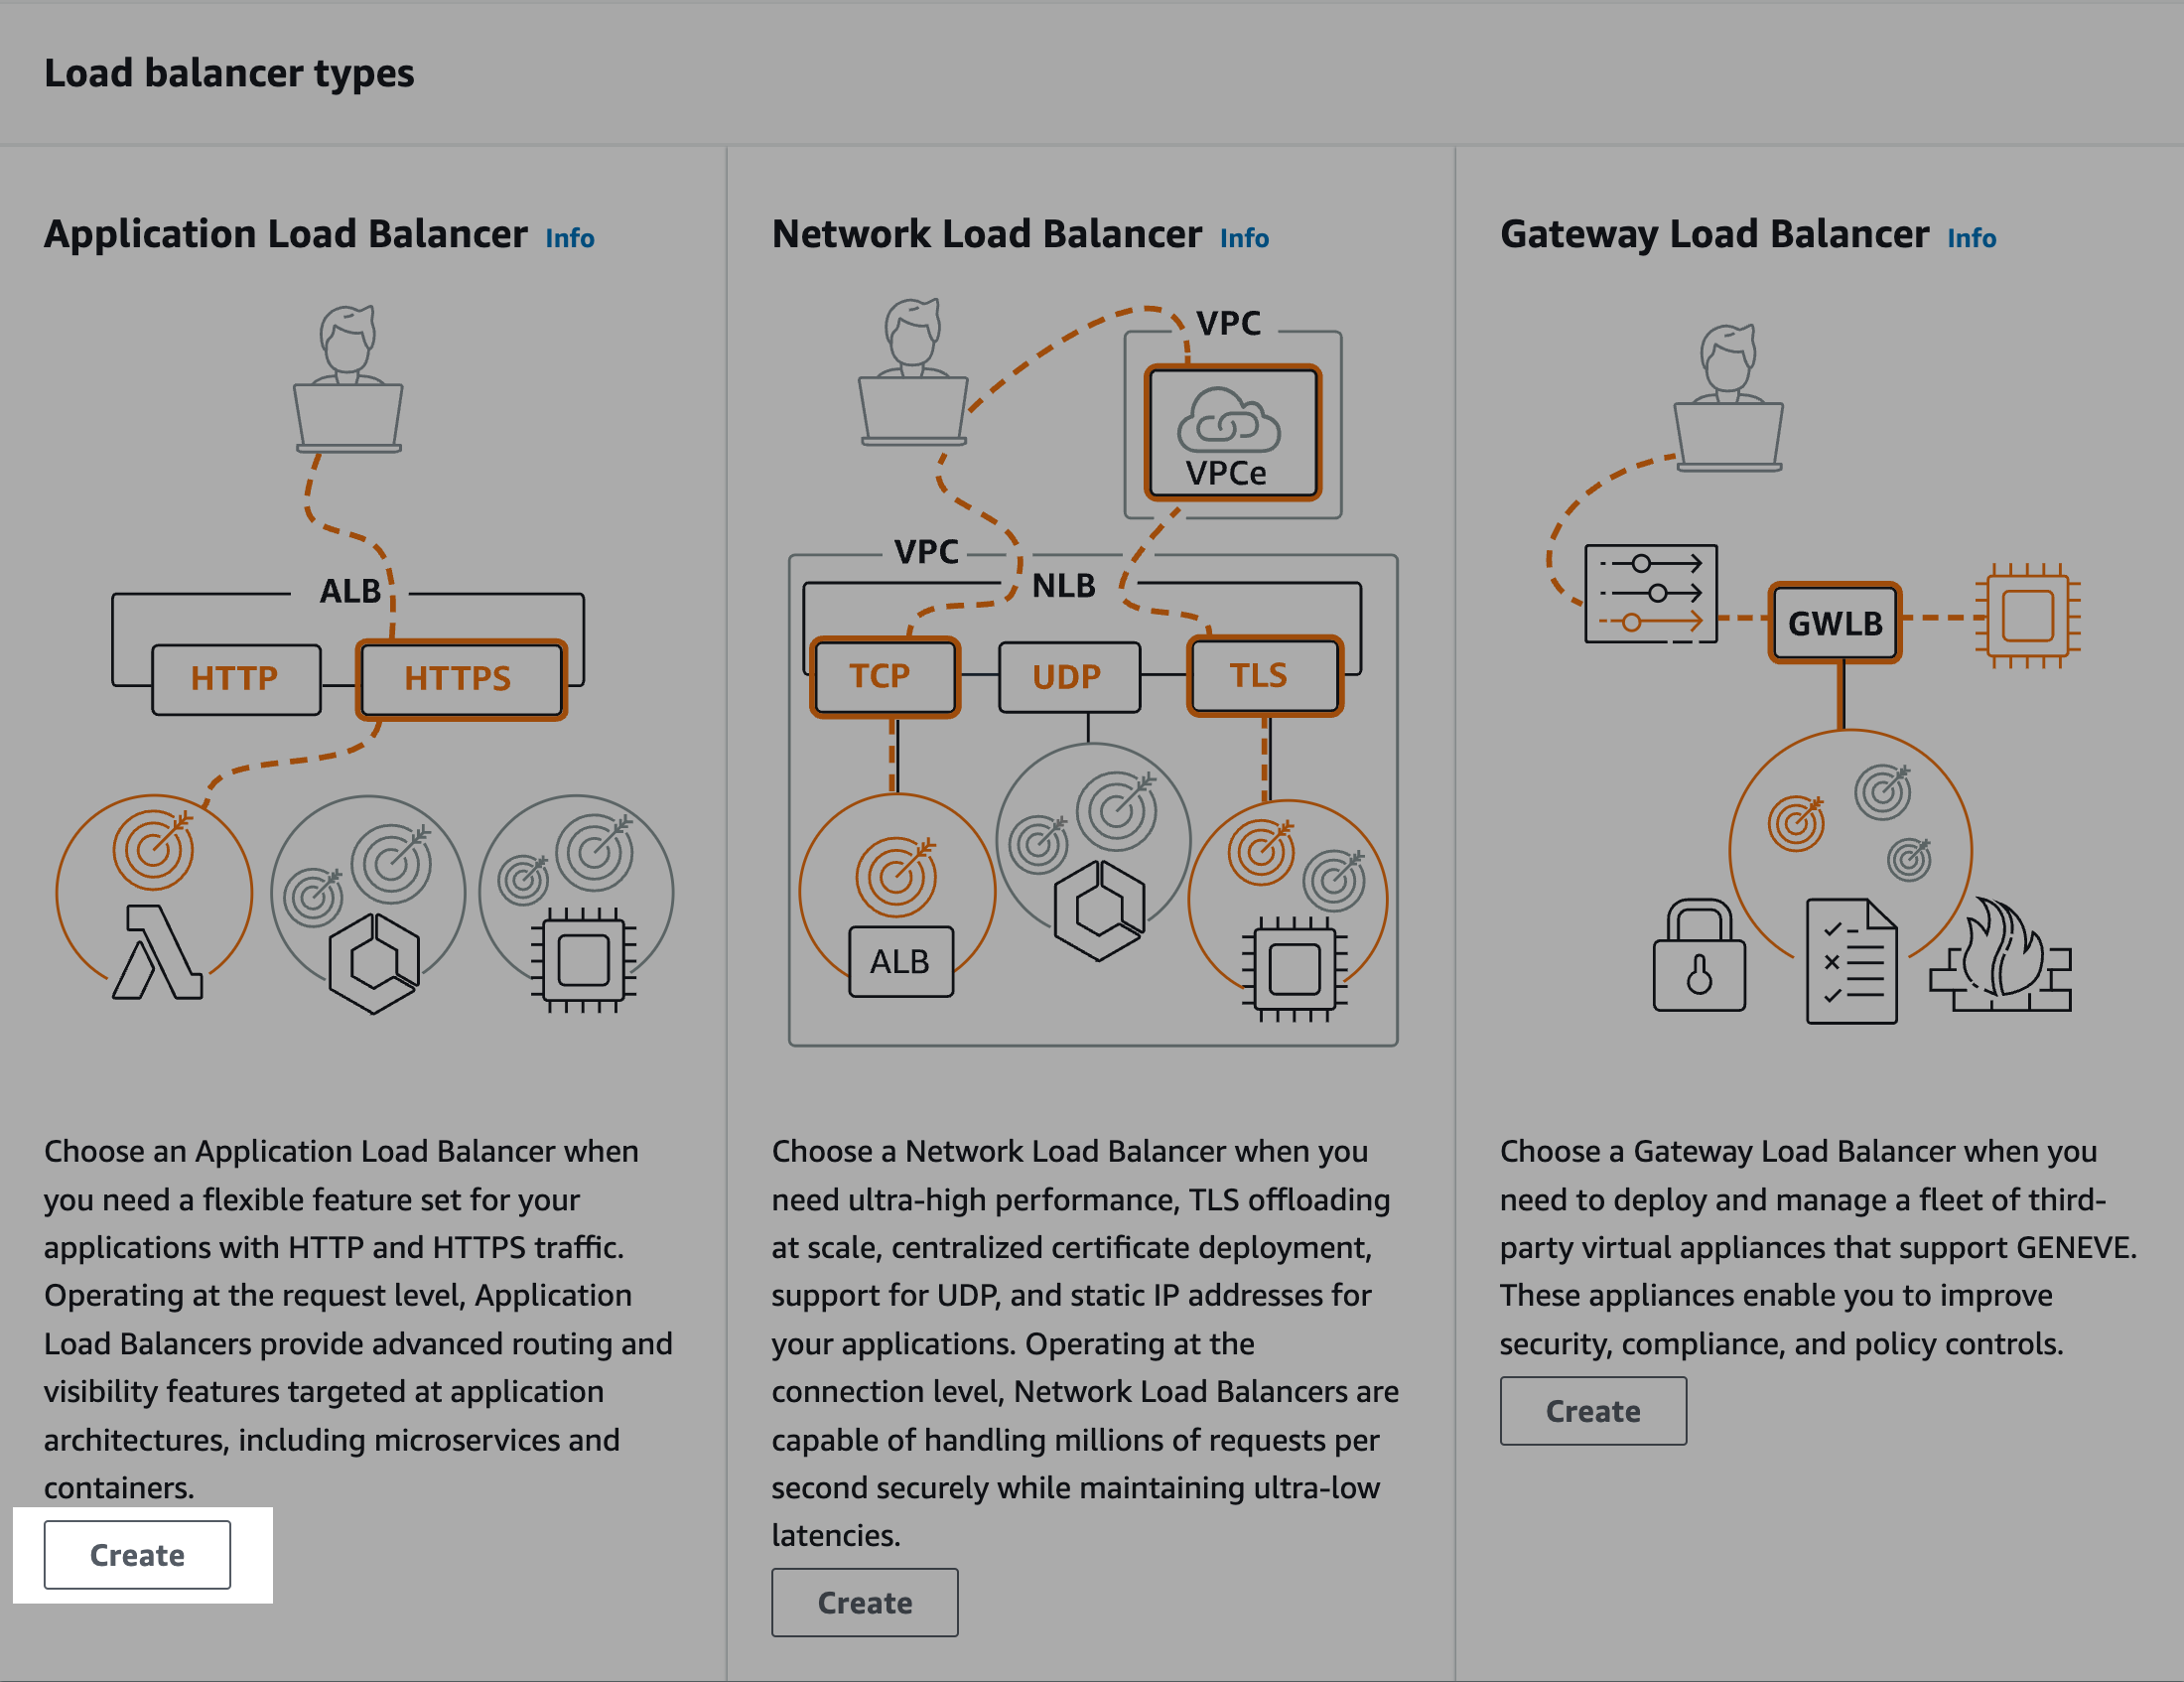 Load balancer types
Application Load Balancer Info
ALB
HTTP
HTTPS
Choose an Application Load Balancer when
you need a flexible feature set for your
applications with HTTP and HTTPS traffic.
Operating at the request level, Application
Load Balancers provide advanced routing and
visibility features targeted at application
architectures, including microservices and
containers.
Create
Network Load Balancer Info
VPC
VPCe
VPC
NLB
TCP
UDP
TLS
ALB
Choose a Network Load Balancer when you
need ultra-high performance, TLS offloading
at scale, centralized certificate deployment,
support for UDP, and static IP addresses for
your applications. Operating at the
connection level, Network Load Balancers are
capable of handling millions of requests per
second securely while maintaining ultra-low
latencies.
Create
Gateway Load Balancer Info
GWLB
Choose a Gateway Load Balancer when you
need to deploy and manage a fleet of third-
party virtual appliances that support GENEVE.
These appliances enable you to improve
security, compliance, and policy controls.
Create